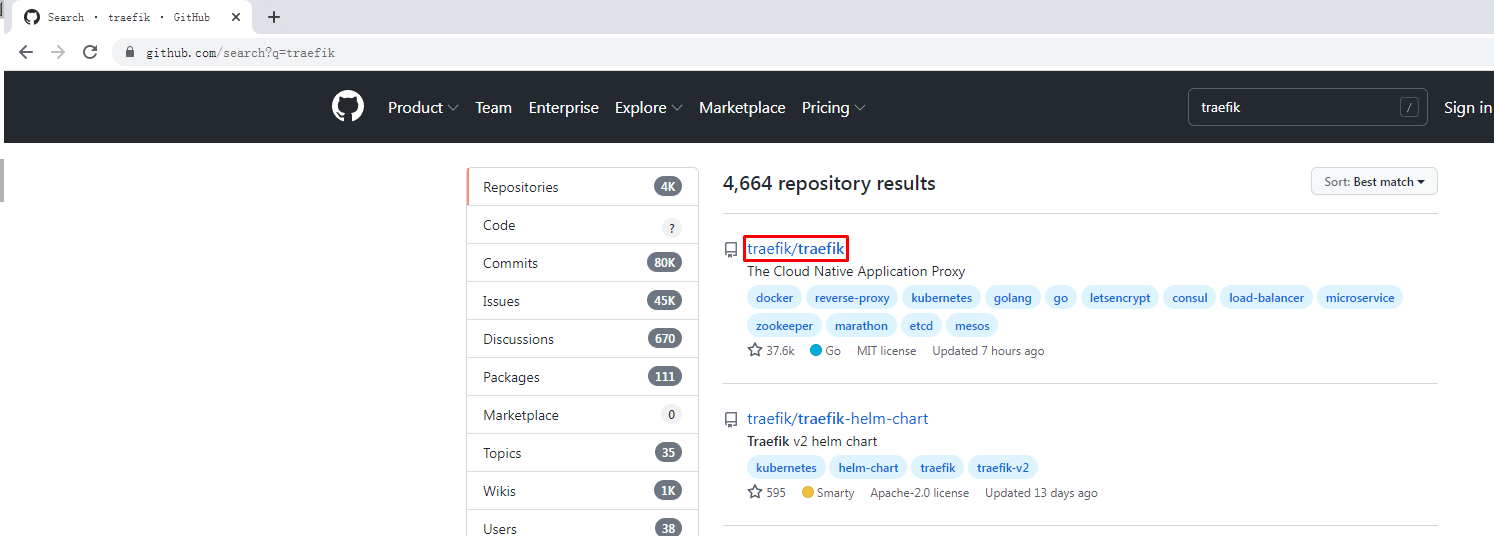 Search · traefik · GitHub
github.com/search?q=traefik
Product Team Enterprise Explore Marketplace Pricing traefik / Sign in
Repositories 4K
Code ?
Commits 80K
Issues 45K
Discussions 670
Packages 111
Marketplace 0
Topics 35
Wikis 1K
Users 38
4,664 repository results
Sort: Best match
traefik/traefik
The Cloud Native Application Proxy
docker reverse-proxy kubernetes golang go letsencrypt consul load-balancer microservice
zookeeper marathon etcd mesos
37.6k Go MIT license Updated 7 hours ago
traefik/traefik-helm-chart
Traefik v2 helm chart
kubernetes helm-chart traefik traefik-v2
595 Smarty Apache-2.0 license Updated 13 days ago